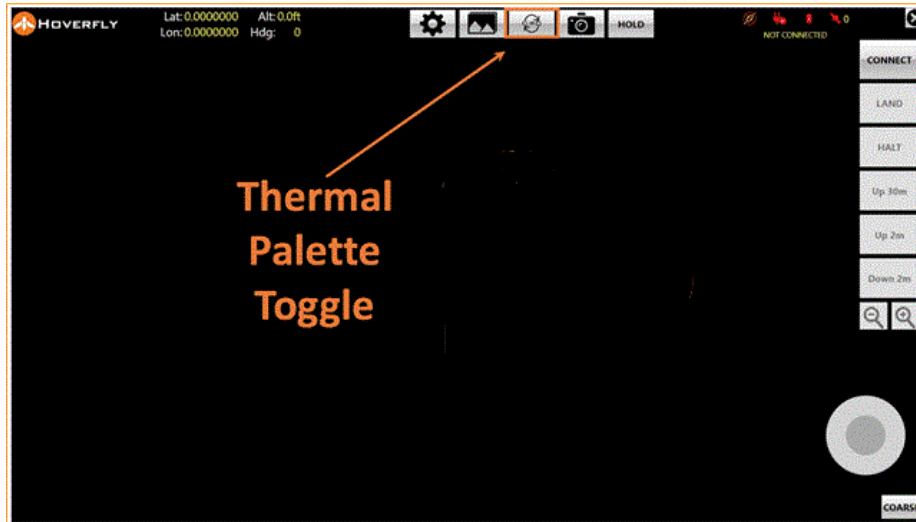 HOVERFLY
Lat: 0.0000000 Alt: 0.0ft
Lon: 0.0000000 Hdg: 0
HOLD
0
NOT CONNECTED
CONNECT
LAND
HALT
Up 30m
Up 2m
Down 2m
Thermal
Palette
Toggle
COARS